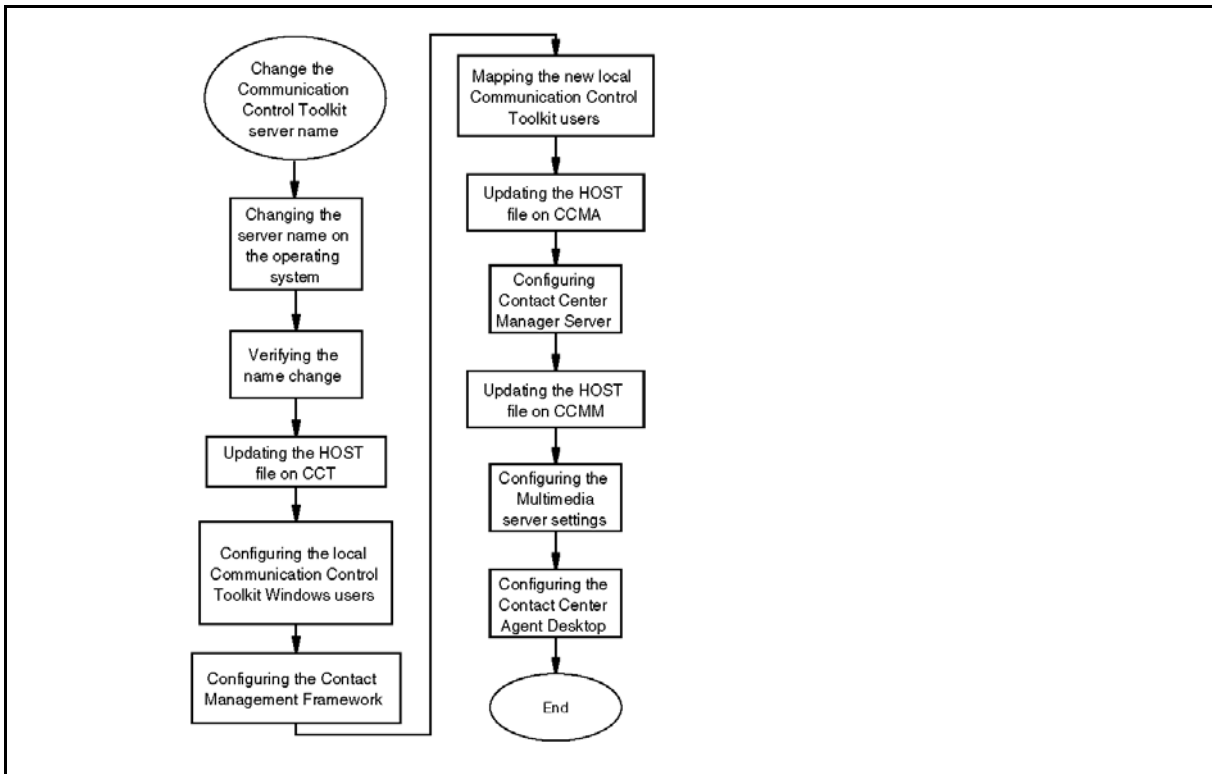 Change the
Communication
Control Toolkit
server name
Changing the
server name on
the operating
system
Verifying the
name change
Updating the HOST
file on CCT
Configuring the local
Communication Control
Toolkit Windows users
Configuring the Contact
Management Framework
Mapping the new local
Communication Control
Toolkit users
Updating the HOST
file on CCMA
Configuring
Contact Center
Manager Server
Updating the HOST
file on CCMM
Configuring the
Multimedia
server settings
Configuring the
Contact Center
Agent Desktop
End